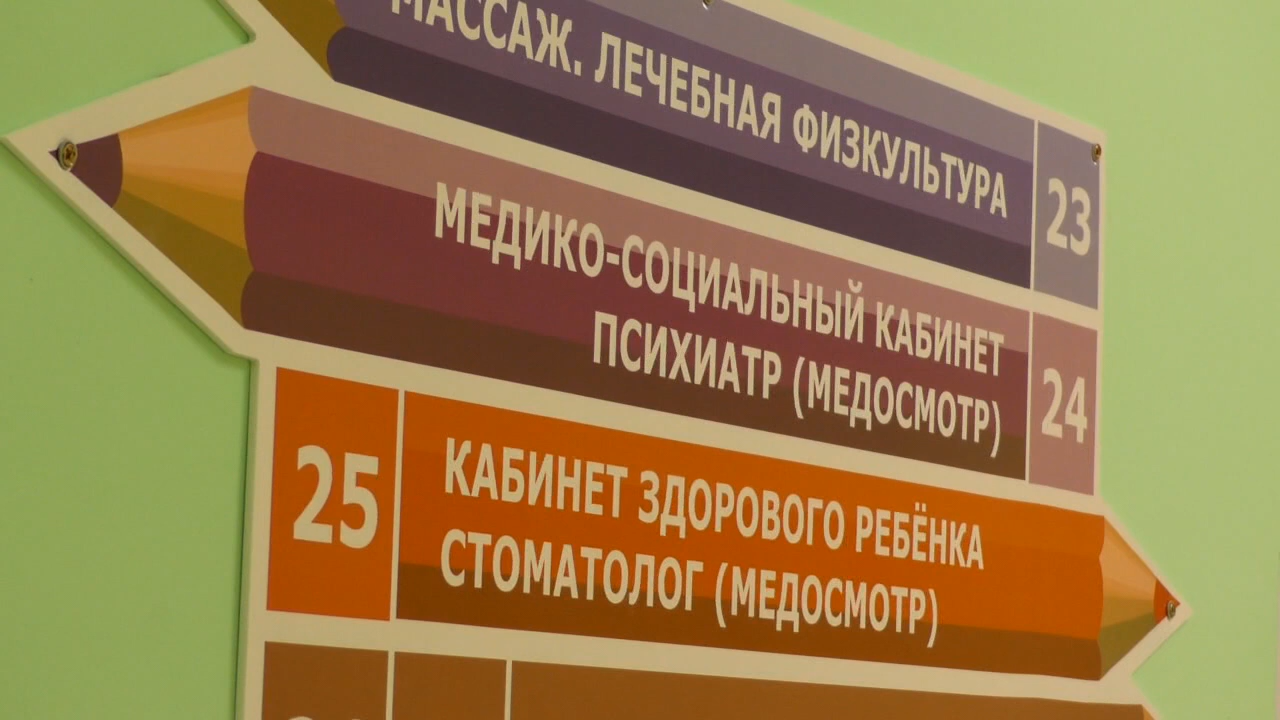 МАССАЖ. ЛЕЧЕБНАЯ ФИЗКУЛЬТУРА 23
МЕДИКО-СОЦИАЛЬНЫЙ КАБИНЕТ
ПСИХИАТР (МЕДОСМОТР) 24
25 КАБИНЕТ ЗДОРОВОГО РЕБЁНКА
СТОМАТОЛОГ (МЕДОСМОТР)